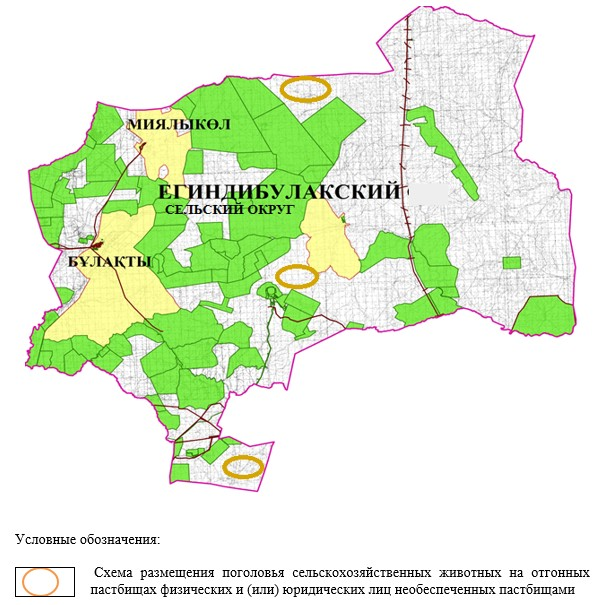 МИЯЛЫКӨЛ
ЕГИНДИБУЛАКСКИЙ
СЕЛЬСКИЙ ОКРУГ
БҰЛАҚТЫ
Условные обозначения:
Схема размещения поголовья сельскохозяйственных животных на отгонных
пастбищах физических и (или) юридических лиц необеспеченных пастбищами